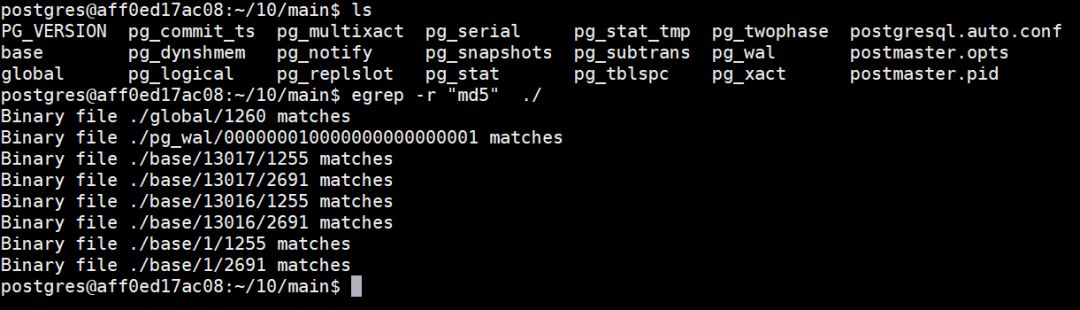 postgres@aff0ed17ac08:~/10/main$ ls
PG_VERSION pg_commit_ts pg_multixact pg_serial pg_stat_tmp pg_twophase postgresql.auto.conf
base pg_dynshmem pg_notify pg_snapshots pg_subtrans pg_wal postmaster.opts
global pg_logical pg_replslot pg_stat pg_tblspc pg_xact postmaster.pid
postgres@aff0ed17ac08:~/10/main$ egrep -r "md5"  ./
Binary file ./global/1260 matches
Binary file ./pg_wal/000000010000000000000001 matches
Binary file ./base/13017/1255 matches
Binary file ./base/13017/2691 matches
Binary file ./base/13016/1255 matches
Binary file ./base/13016/2691 matches
Binary file ./base/1/1255 matches
Binary file ./base/1/2691 matches
postgres@aff0ed17ac08:~/10/main$